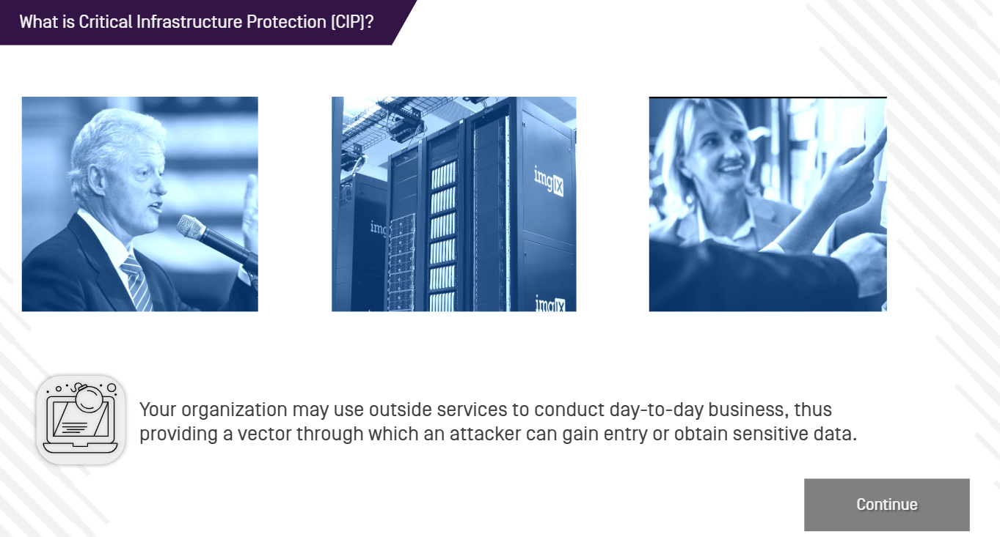 What is Critical Infrastructure Protection (CIP)?
imgIX
img
imgIX
Your organization may use outside services to conduct day-to-day business, thus
providing a vector through which an attacker can gain entry or obtain sensitive data.
Continue